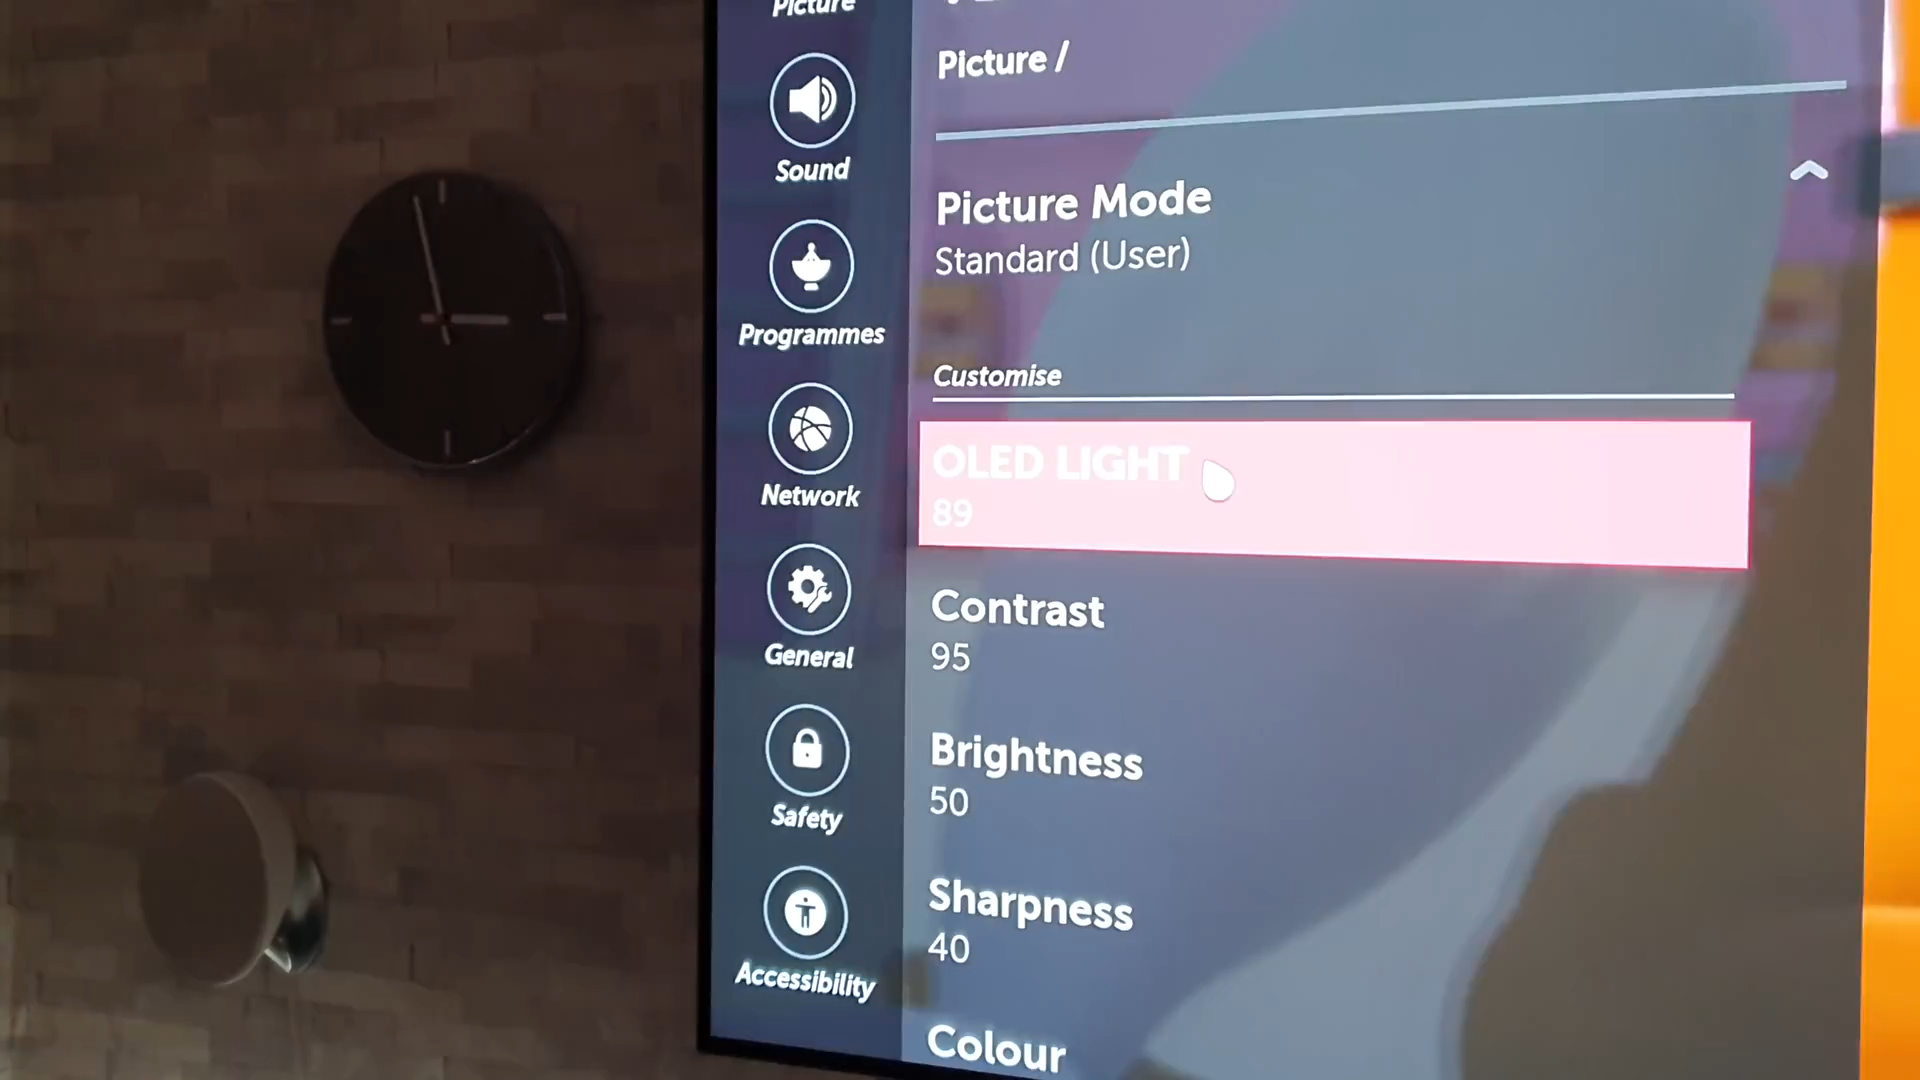 Picture
Sound
Programmes
Network
General
Safety
Accessibility
Picture /
Picture Mode
Standard (User)
Customise
OLED LIGHT
89
Contrast
95
Brightness
50
Sharpness
40
Colour